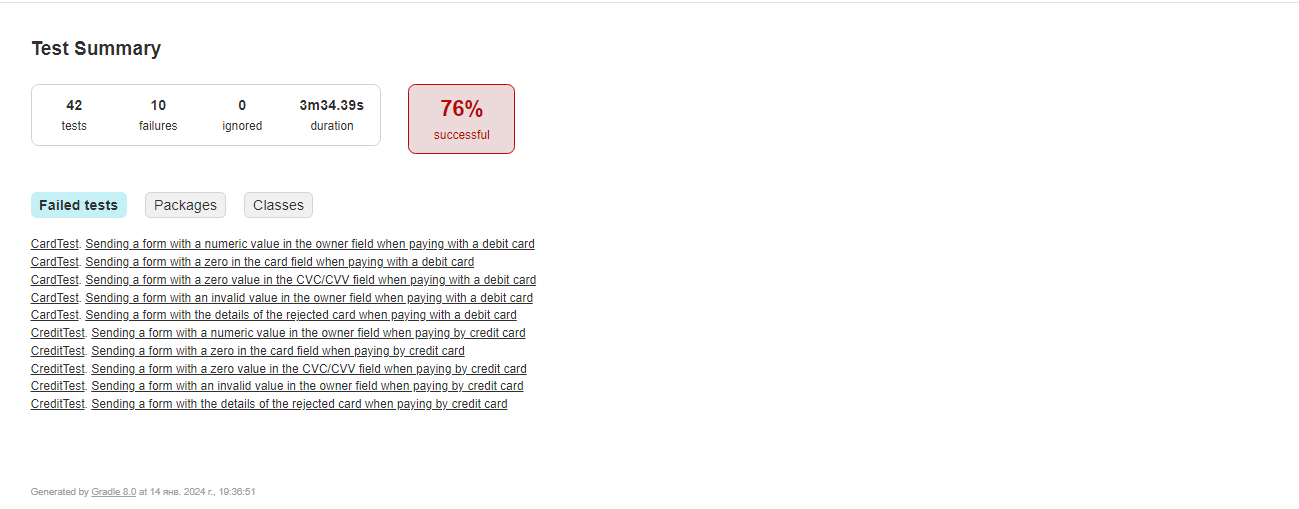 Test Summary
42 10 0 3m34.39s
tests failures ignored duration
76%
successful
Failed tests Packages Classes
CardTest. Sending a form with a numeric value in the owner field when paying with a debit card
CardTest. Sending a form with a zero in the card field when paying with a debit card
CardTest. Sending a form with a zero value in the CVC/CVV field when paying with a debit card
CardTest. Sending a form with an invalid value in the owner field when paying with a debit card
CardTest. Sending a form with the details of the rejected card when paying with a debit card
CreditTest. Sending a form with a numeric value in the owner field when paying by credit card
CreditTest. Sending a form with a zero in the card field when paying by credit card
CreditTest. Sending a form with a zero value in the CVC/CVV field when paying by credit card
CreditTest. Sending a form with an invalid value in the owner field when paying by credit card
CreditTest. Sending a form with the details of the rejected card when paying by credit card
Generated by Gradle 8.0 at 14 янв. 2024 г., 19:36:51